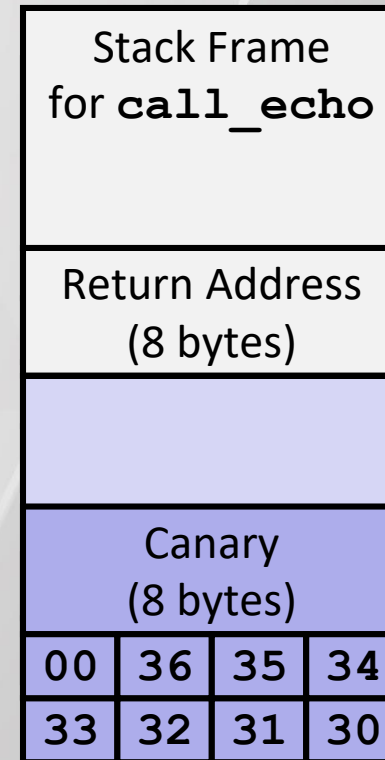 Stack Frame
for call_echo
Return Address
(8 bytes)
Canary
(8 bytes)
00 36 35 34
33 32 31 30